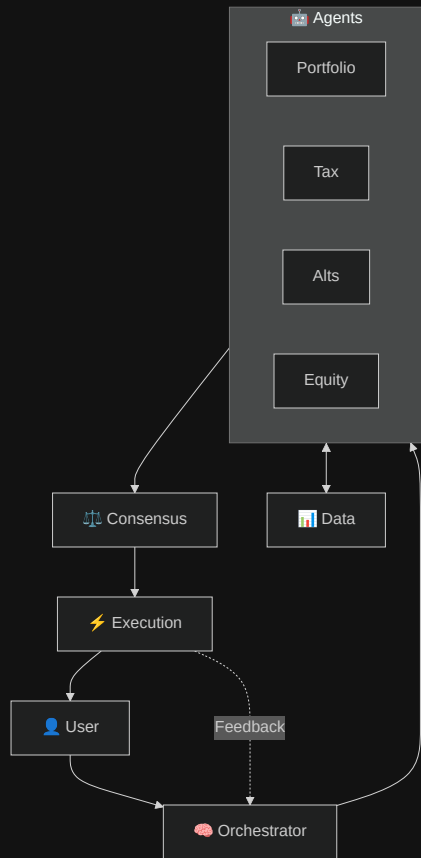 🤖 Agents
Portfolio
Tax
Alts
Equity
⚖️ Consensus
📊 Data
⚡ Execution
👤 User
Feedback
🧠 Orchestrator